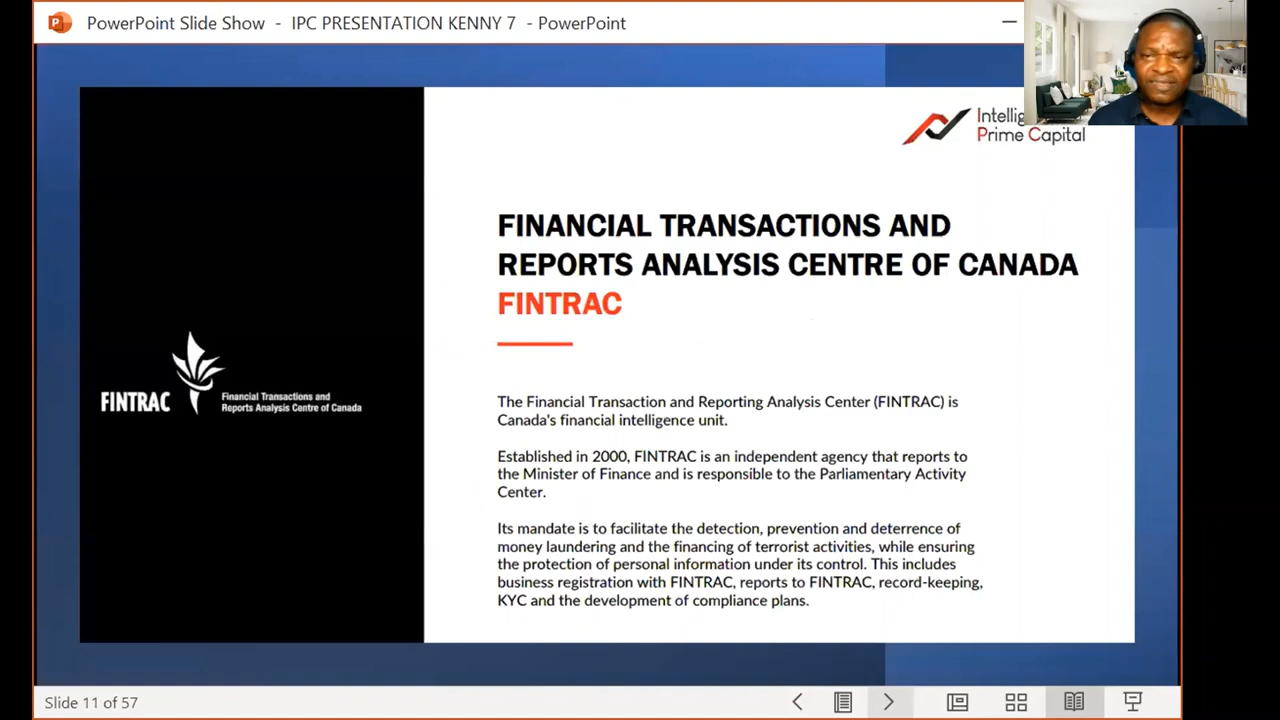 PowerPoint Slide Show - IPC PRESENTATION KENNY 7 - PowerPoint
Prime Capital
FINANCIAL TRANSACTIONS AND
REPORTS ANALYSIS CENTRE OF CANADA
FINTRAC
FINTRAC
Financial Transactions and
Reports Analysis Centre of Canada
The Financial Transaction and Reporting Analysis Center (FINTRAC) is
Canada's financial intelligence unit.
Established in 2000, FINTRAC is an independent agency that reports to
the Minister of Finance and is responsible to the Parliamentary Activity
Center.
Its mandate is to facilitate the detection, prevention and deterrence of
money laundering and the financing of terrorist activities, while ensuring
the protection of personal information under its control. This includes
business registration with FINTRAC, reports to FINTRAC, record-keeping,
KYC and the development of compliance plans.
Slide 11 of 57